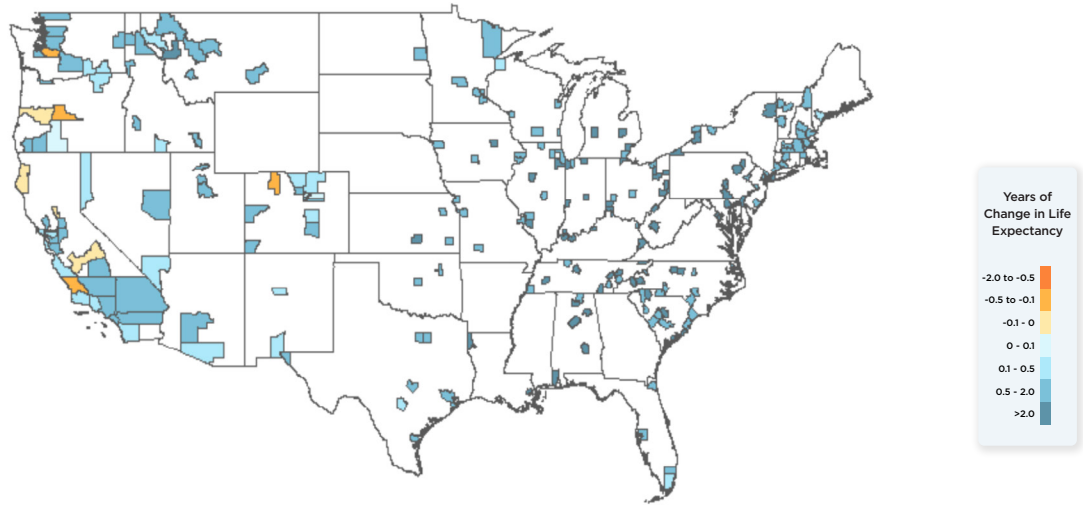 Years of
Change in Life
Expectancy
-2.0 to -0.5
-0.5 to -0.1
-0.1 - 0
0 - 0.1
0.1 - 0.5
0.5 - 2.0
>2.0